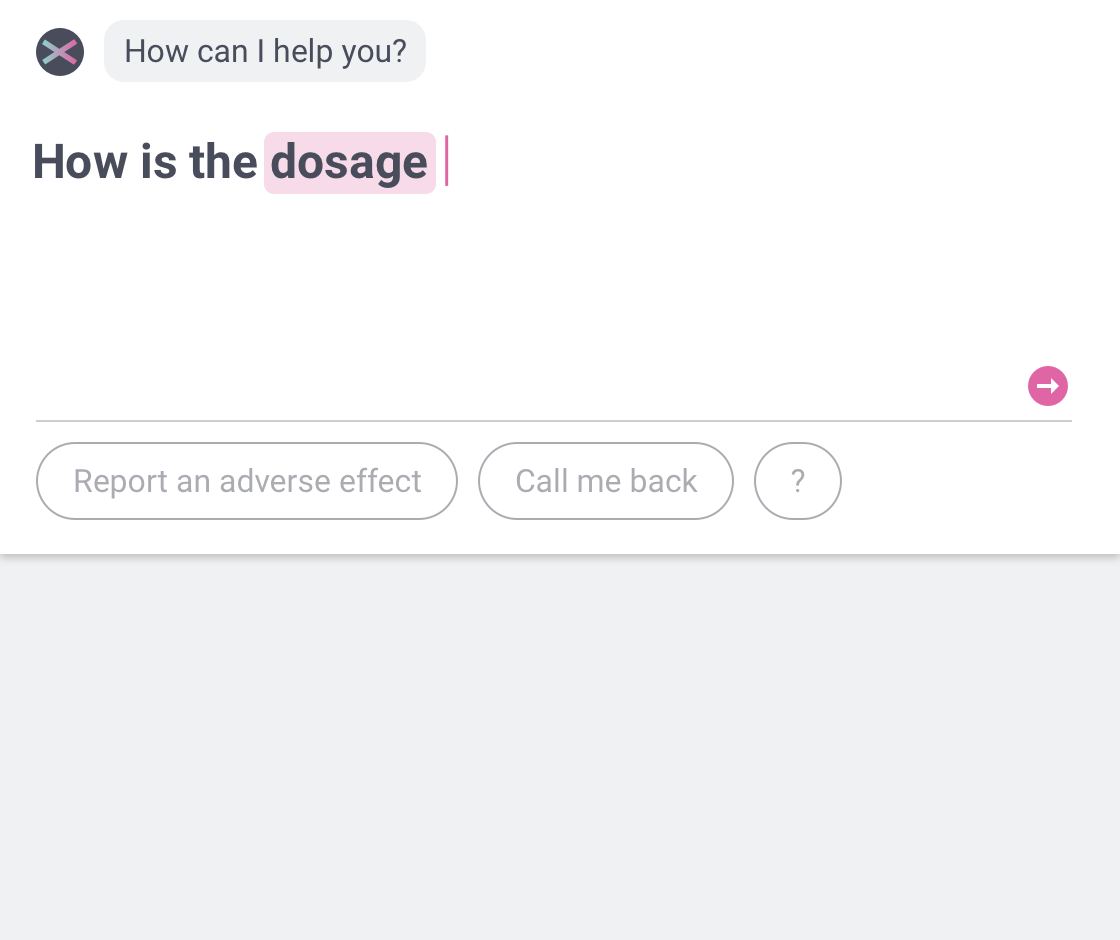 How can I help you?
How is the dosage
Report an adverse effect
Call me back
?